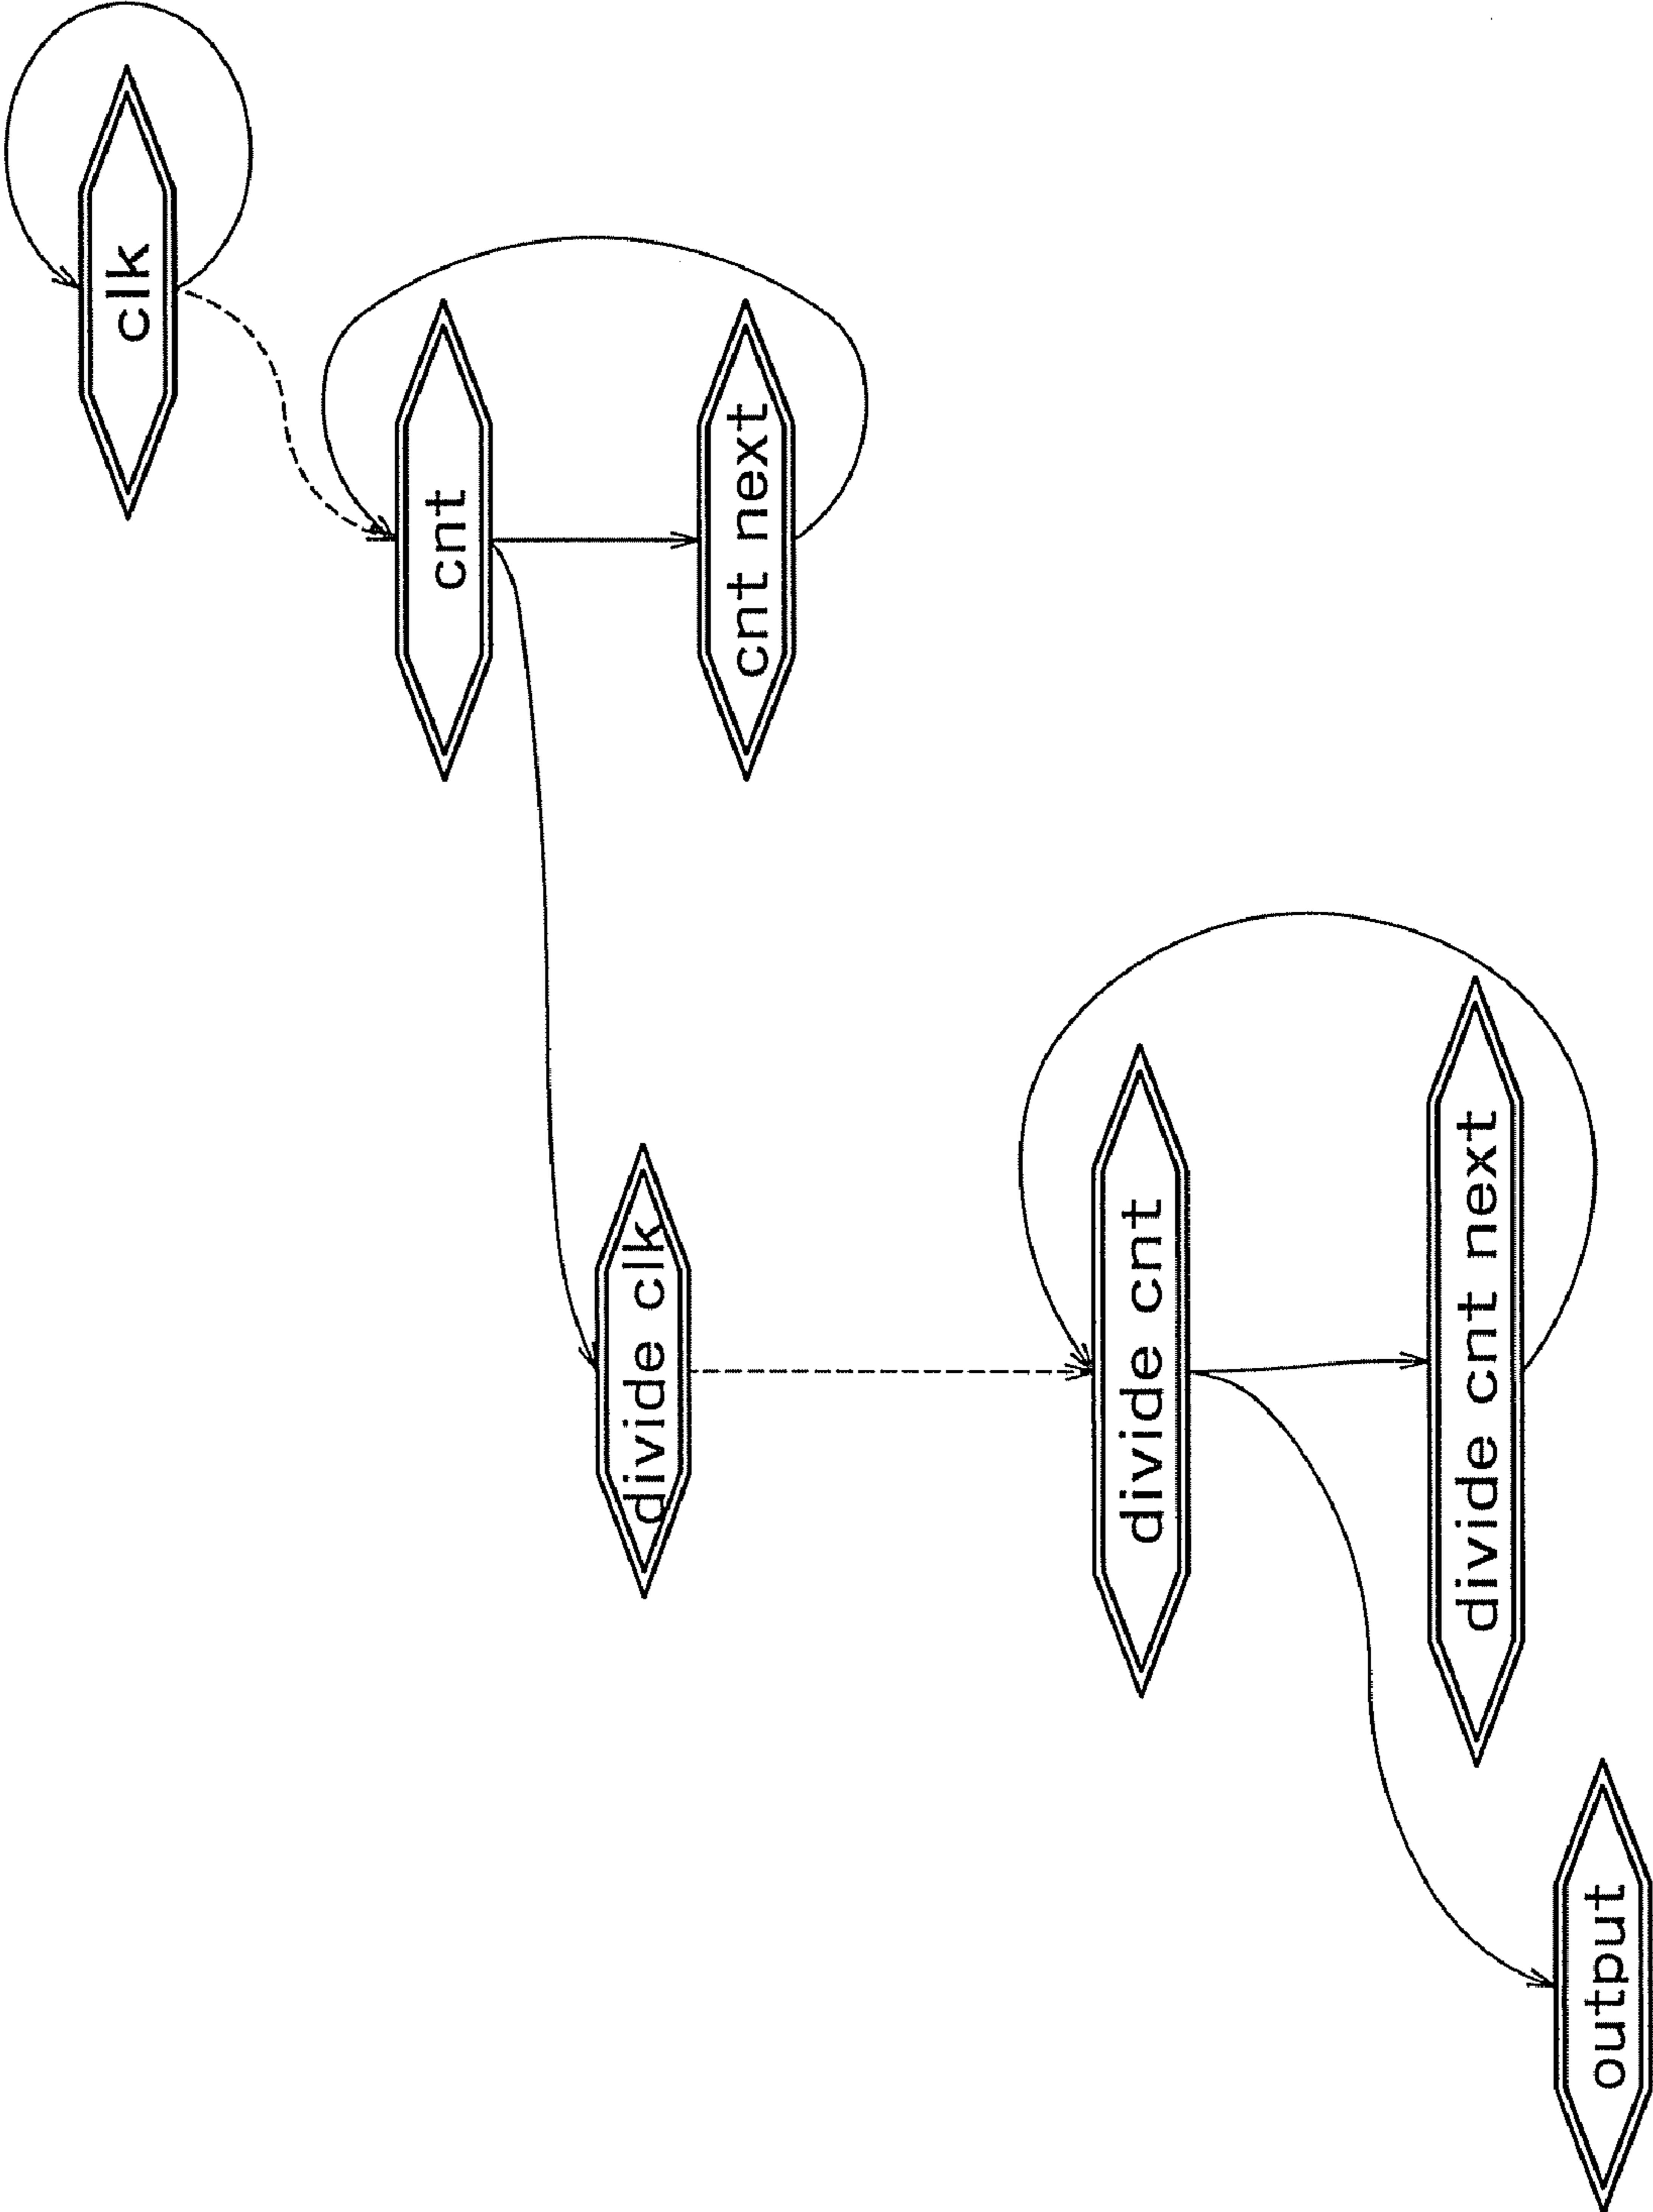 clk
cnt
cnt next
divide clk
divide cnt
divide cnt next
output